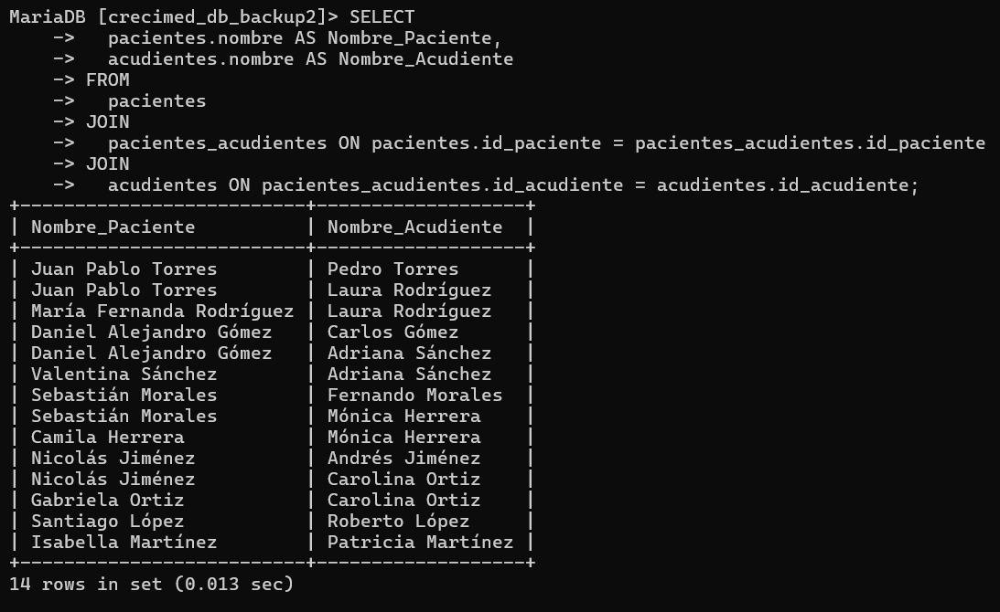 MariaDB [crecimed_db_backup2]> SELECT
    ->   pacientes.nombre AS Nombre_Paciente,
    ->   acudientes.nombre AS Nombre_Acudiente
    -> FROM
    ->   pacientes
    -> JOIN
    ->   pacientes_acudientes ON pacientes.id_paciente = pacientes_acudientes.id_paciente
    -> JOIN
    ->   acudientes ON pacientes_acudientes.id_acudiente = acudientes.id_acudiente;
+--------------------------+-------------------+
| Nombre_Paciente          | Nombre_Acudiente  |
+--------------------------+-------------------+
| Juan Pablo Torres        | Pedro Torres      |
| Juan Pablo Torres        | Laura Rodríguez   |
| María Fernanda Rodríguez | Laura Rodríguez   |
| Daniel Alejandro Gómez   | Carlos Gómez      |
| Daniel Alejandro Gómez   | Adriana Sánchez   |
| Valentina Sánchez        | Adriana Sánchez   |
| Sebastián Morales        | Fernando Morales  |
| Sebastián Morales        | Mónica Herrera    |
| Camila Herrera           | Mónica Herrera    |
| Nicolás Jiménez          | Andrés Jiménez    |
| Nicolás Jiménez          | Carolina Ortiz    |
| Gabriela Ortiz           | Carolina Ortiz    |
| Santiago López           | Roberto López     |
| Isabella Martínez        | Patricia Martínez |
+--------------------------+-------------------+
14 rows in set (0.013 sec)